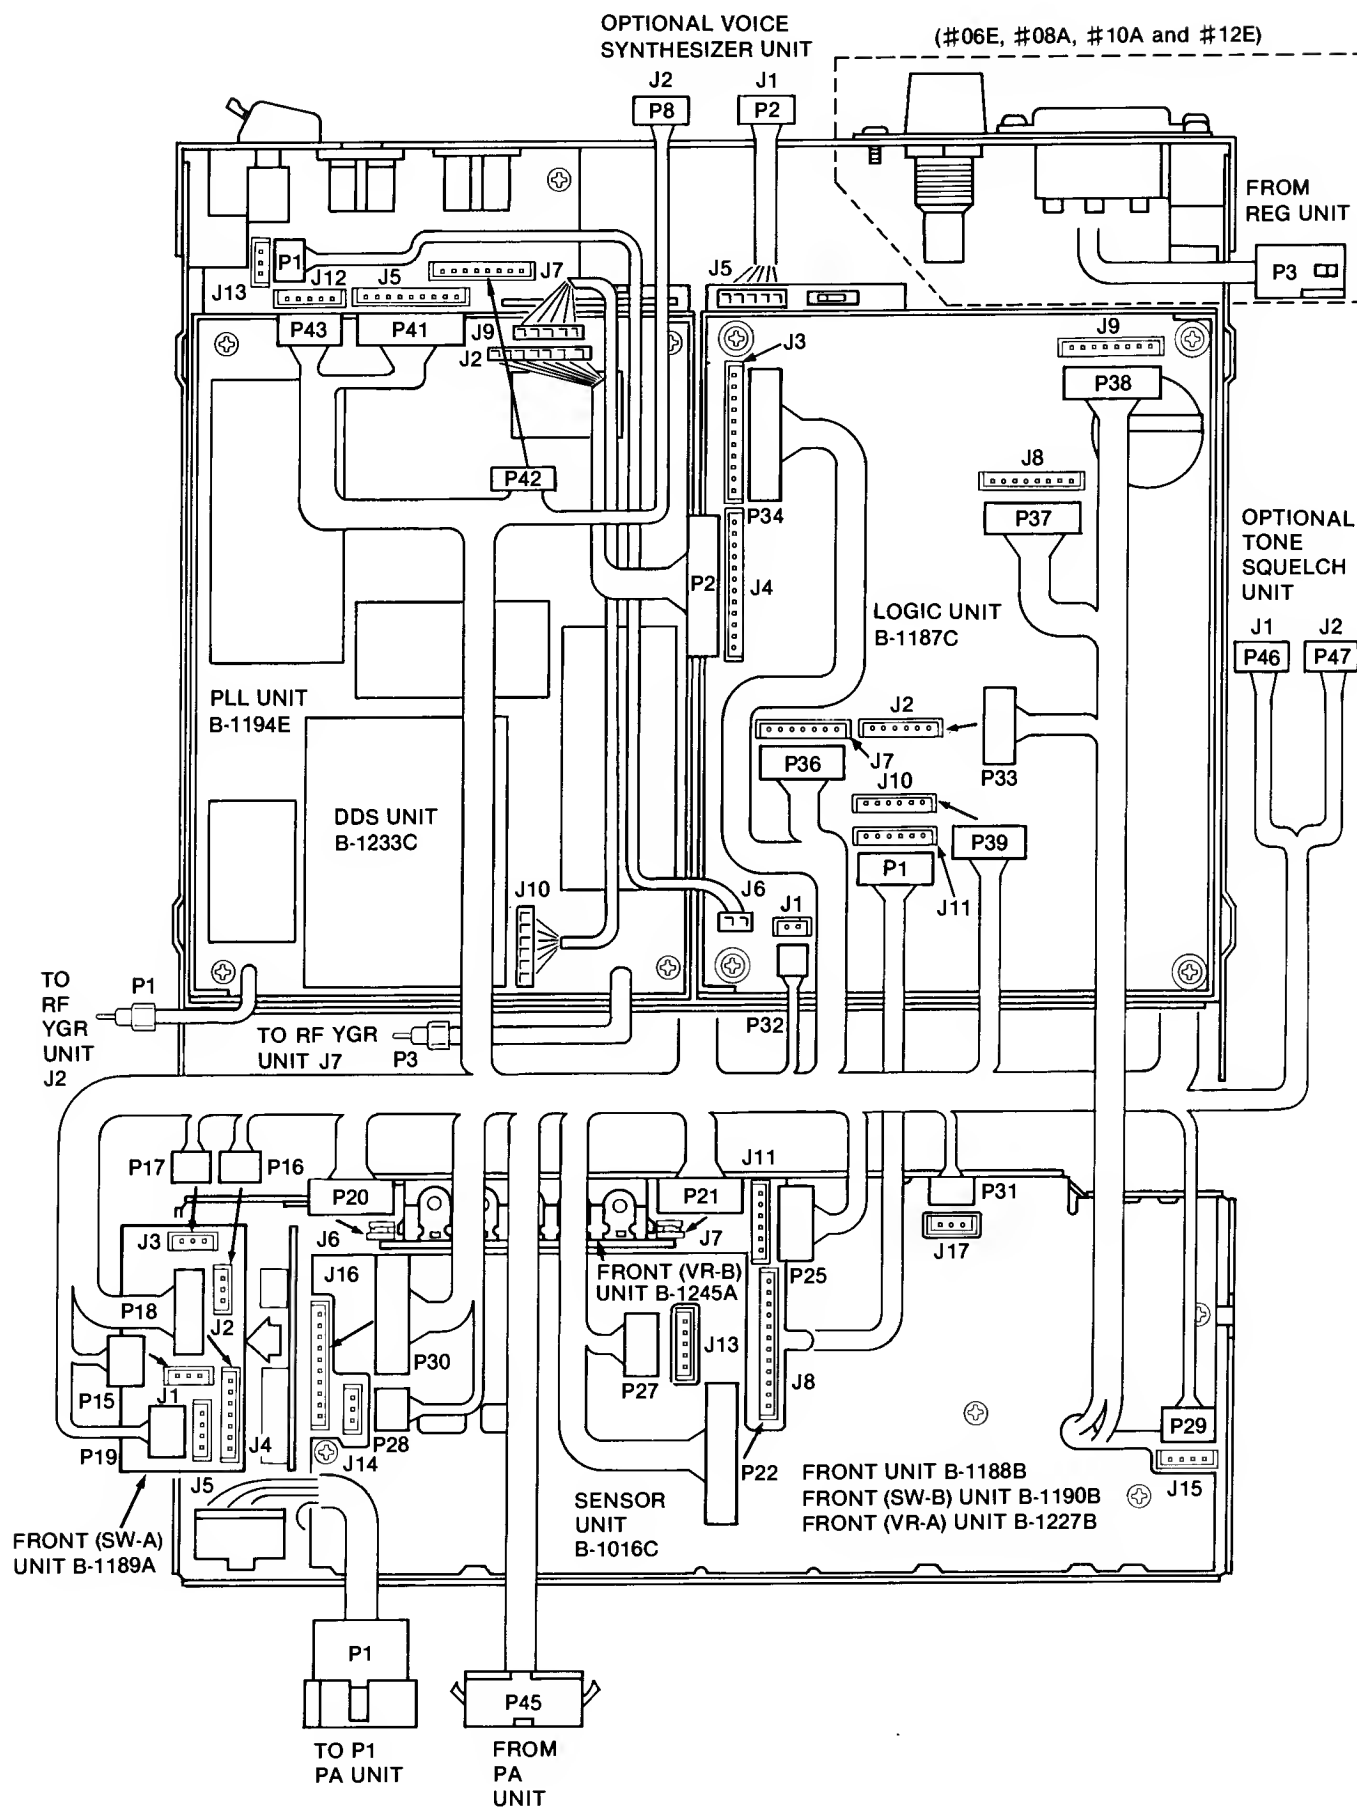 OPTIONAL VOICE
SYNTHESIZER UNIT
(#06E, #08A, #10A and #12E)
J2
J1
P8
P2
FROM
REG UNIT
P3
P1
J13
J12
J5
J7
J5
P43
P41
J9
J2
J3
J9
P38
P42
J8
P34
P37
OPTIONAL
TONE
SQUELCH
UNIT
P2
J4
LOGIC UNIT
B-1187C
J1
J2
P46
P47
PLL UNIT
B-1194E
J2
J7
P36
P33
J10
DDS UNIT
B-1233C
P39
P1
J10
J6
J1
J11
TO
RF
YGR
UNIT
J2
P1
TO RF YGR
UNIT J7
P3
P32
P17
P16
J11
P20
P21
P31
J3
J6
J7
J17
J16
FRONT (VR-B)
UNIT B-1245A
P25
P18
J2
P30
J13
P15
J1
P27
J8
P19
J4
P28
P29
J5
J14
P22
J15
FRONT UNIT B-1188B
FRONT (SW-B) UNIT B-1190B
FRONT (VR-A) UNIT B-1227B
SENSOR
UNIT
B-1016C
FRONT (SW-A)
UNIT B-1189A
P1
P45
TO P1
PA UNIT
FROM
PA
UNIT